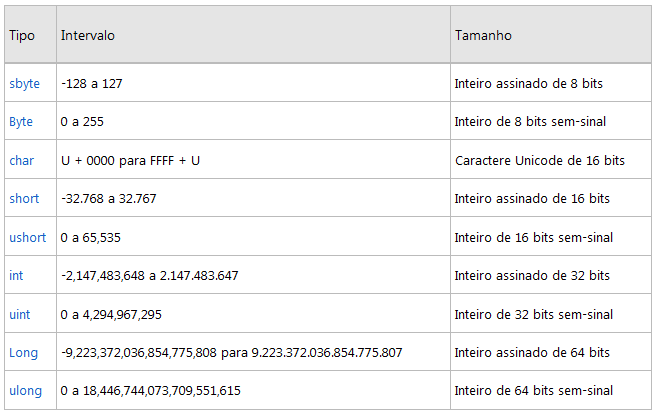 Tipo Intervalo Tamanho
sbyte -128 a 127 Inteiro assinado de 8 bits
Byte 0 a 255 Inteiro de 8 bits sem-sinal
char U + 0000 para FFFF + U Caractere Unicode de 16 bits
short -32.768 a 32.767 Inteiro assinado de 16 bits
ushort 0 a 65,535 Inteiro de 16 bits sem-sinal
int -2,147,483,648 a 2.147.483.647 Inteiro assinado de 32 bits
uint 0 a 4,294,967,295 Inteiro de 32 bits sem-sinal
Long -9,223,372,036,854,775,808 para 9.223.372.036.854.775.807 Inteiro assinado de 64 bits
ulong 0 a 18,446,744,073,709,551,615 Inteiro de 64 bits sem-sinal